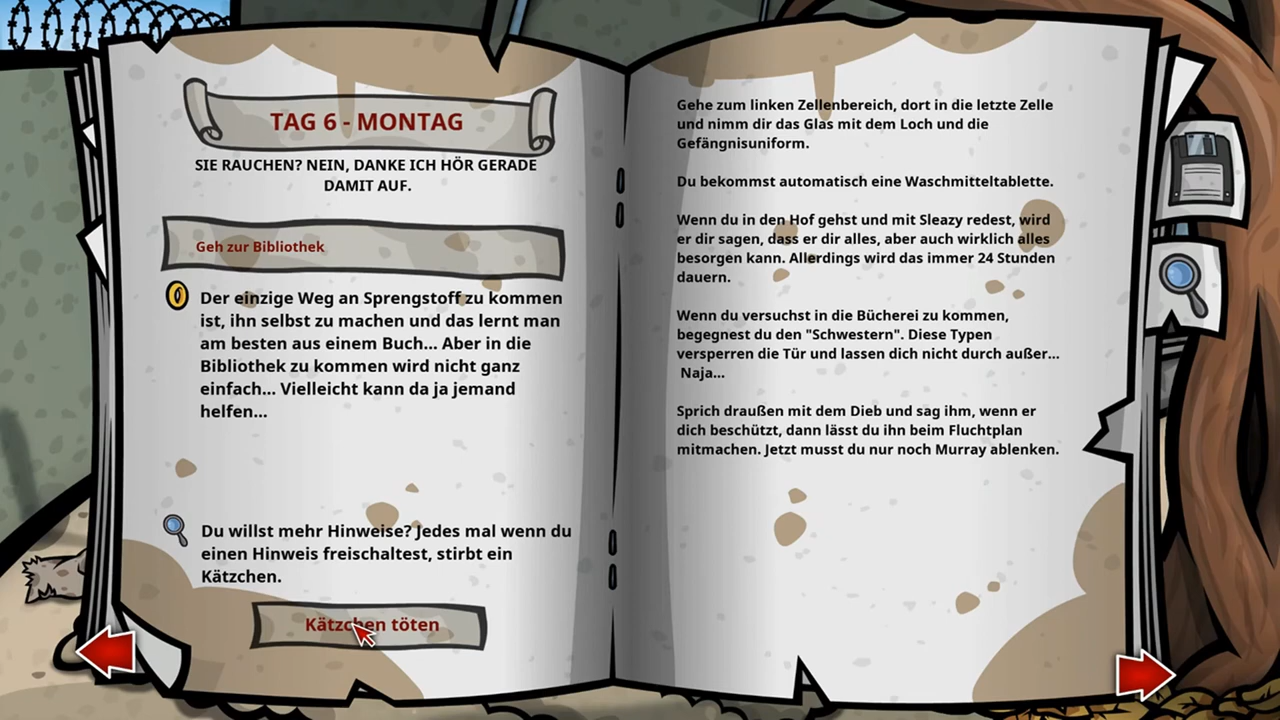 TAG 6 - MONTAG
SIE RAUCHEN? NEIN, DANKE ICH HÖR GERADE
DAMIT AUF.
Geh zur Bibliothek
Der einzige Weg an Sprengstoff zu kommen
ist, ihn selbst zu machen und das lernt man
am besten aus einem Buch... Aber in die
Bibliothek zu kommen wird nicht ganz
einfach... Vielleicht kann da ja jemand
helfen...
Du willst mehr Hinweise? Jedes mal wenn du
einen Hinweis freischaltest, stirbt ein
Kätzchen.
Kätzchen töten
Gehe zum linken Zellenbereich, dort in die letzte Zelle
und nimm dir das Glas mit dem Loch und die
Gefängnisuniform.
Du bekommst automatisch eine Waschmitteltablette.
Wenn du in den Hof gehst und mit Sleazy redest, wird
er dir sagen, dass er dir alles, aber auch wirklich alles
besorgen kann. Allerdings wird das immer 24 Stunden
dauern.
Wenn du versuchst in die Bücherei zu kommen,
begegnest du den "Schwestern". Diese Typen
versperren die Tür und lassen dich nicht durch außer...
Naja...
Sprich draußen mit dem Dieb und sag ihm, wenn er
dich beschützt, dann lässt du ihn beim Fluchtplan
mitmachen. Jetzt musst du nur noch Murray ablenken.